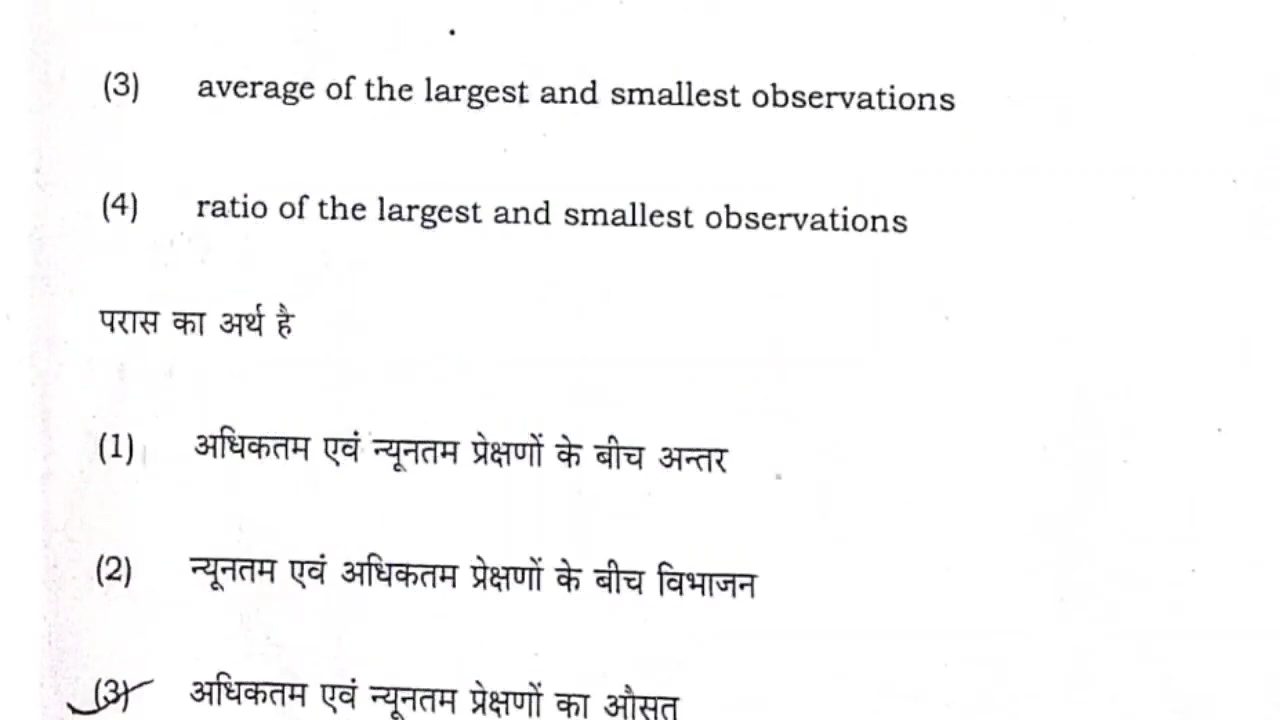 (3) average of the largest and smallest observations
(4) ratio of the largest and smallest observations
परास का अर्थ है
(1) अधिकतम एवं न्यूनतम प्रेक्षणों के बीच अन्तर
(2) न्यूनतम एवं अधिकतम प्रेक्षणों के बीच विभाजन
(3) अधिकतम एवं न्यूनतम प्रेक्षणों का औसत